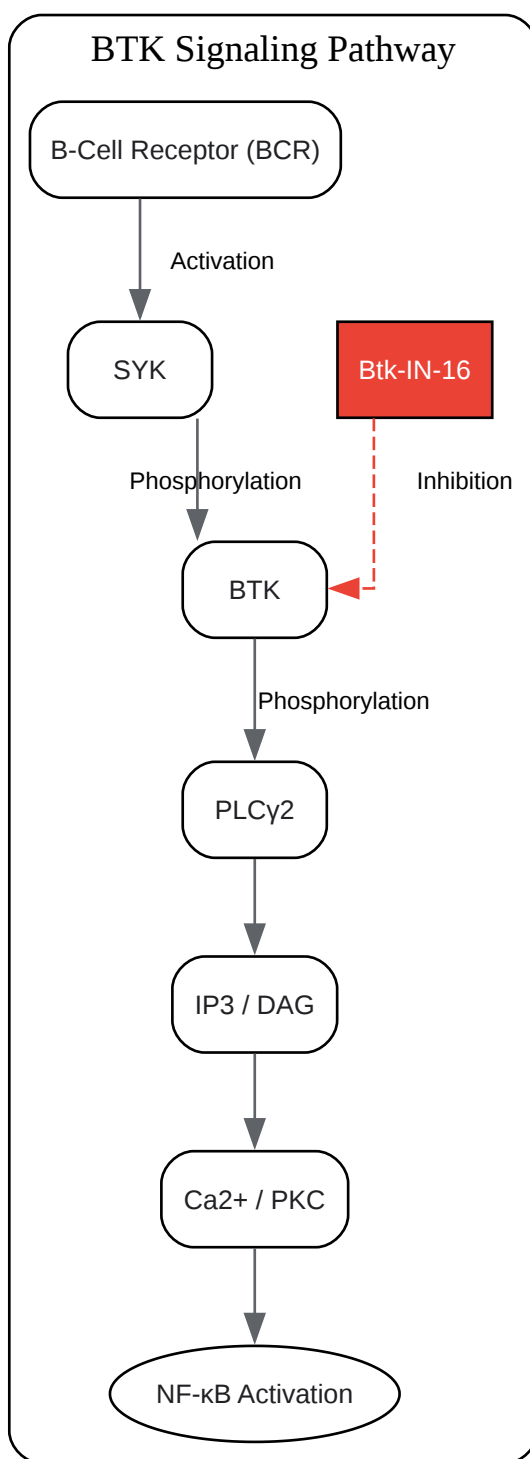 BTK Signaling Pathway
B-Cell Receptor (BCR)
Activation
SYK
Btk-IN-16
Phosphorylation
Inhibition
BTK
Phosphorylation
PLCγ2
IP3 / DAG
Ca2+ / PKC
NF-κB Activation